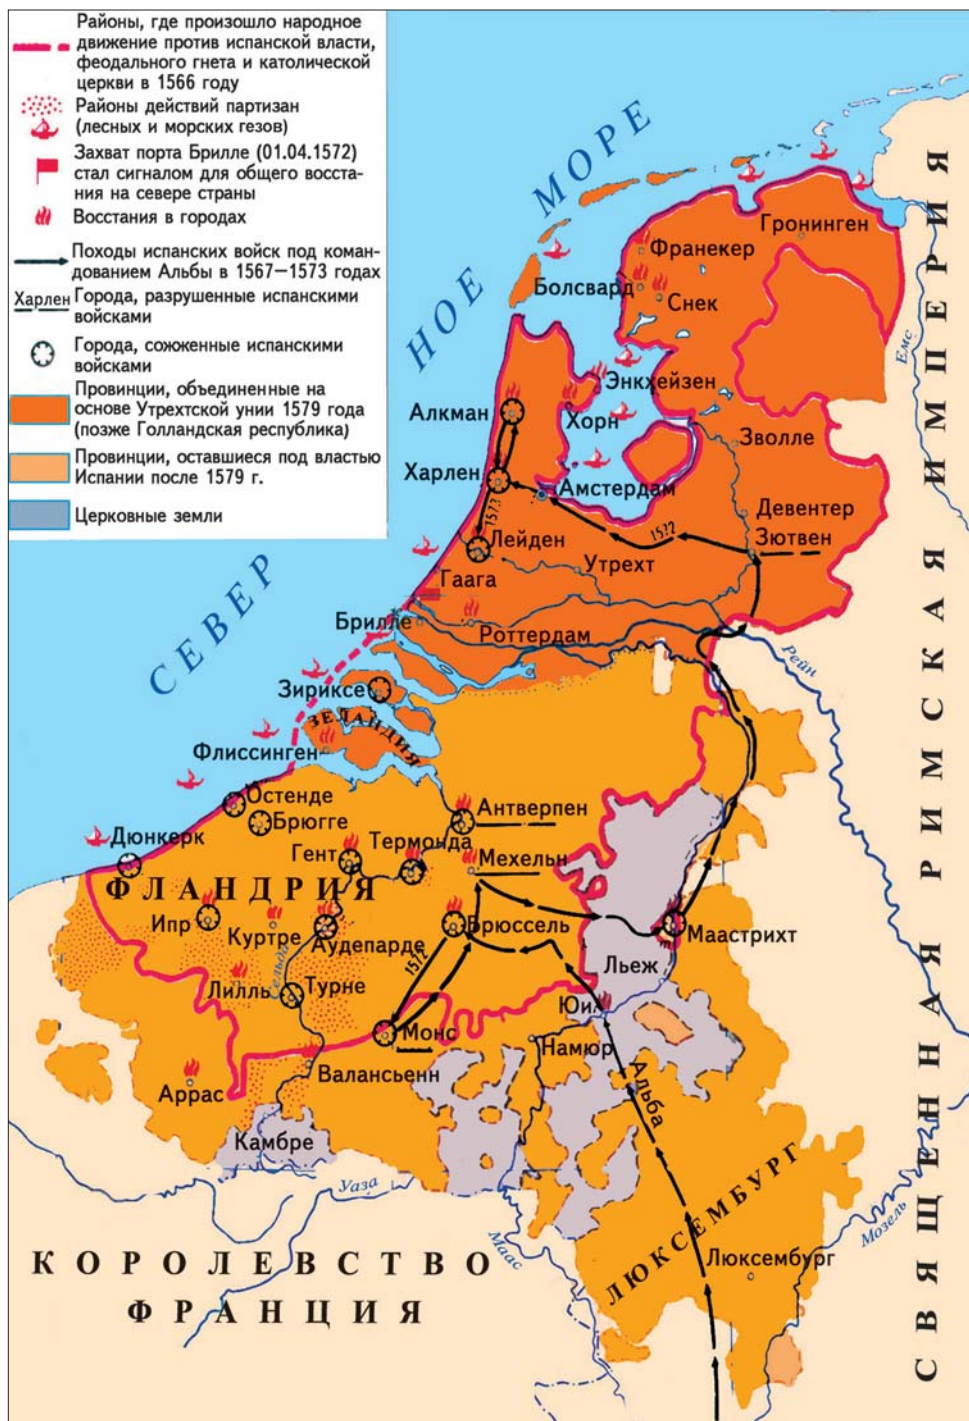 Районы, где произошло народное
движение против испанской власти,
феодального гнета и католической
церкви в 1566 году
Районы действий партизан
(лесных и морских гезов)
Захват порта Брилле (01.04.1572)
стал сигналом для общего восста-
ния на севере страны
Восстания в городах
Походы испанских войск под коман-
дованием Альбы в 1567—1573 годах
Харлен Города, разрушенные испанскими
войсками
Города, сожженные испанскими
войсками
Провинции, объединенные на
основе Утрехтской унии 1579 года
(позже Голландская республика)
Провинции, оставшиеся под властью
Испании после 1579 г.
Церковные земли
СЕВЕРНОЕ МОРЕ
СВЯЩЕННАЯ РИМСКАЯ ИМПЕРИЯ
Гронинген
Франекер
Болсвард
Снек
Емс
Энкхейзен
Алкман
Хорн
Зволле
Харлен
Амстердам
Девентер
1573
1572
Лейден
Зютвен
Утрехт
Гаага
Брилле
Роттердам
Рейн
Зириксе
ЗЕЛАНДИЯ
Флиссинген
Остенде
Брюгге
Антверпен
Дюнкерк
Термонда
Гент
Мехельн
ФЛАНДРИЯ
Ипр
Куртре
Аудепарде
Брюссель
Маастрихт
1572
Сельда
Льеж
Лилль
Турне
Юи
Монс
Намюр
Валансьенн
Аррас
Альба
Камбре
Уаза
Маас
Мозель
ЛЮКСЕМБУРГ
Люксембург
КОРОЛЕВСТВО
ФРАНЦИЯ